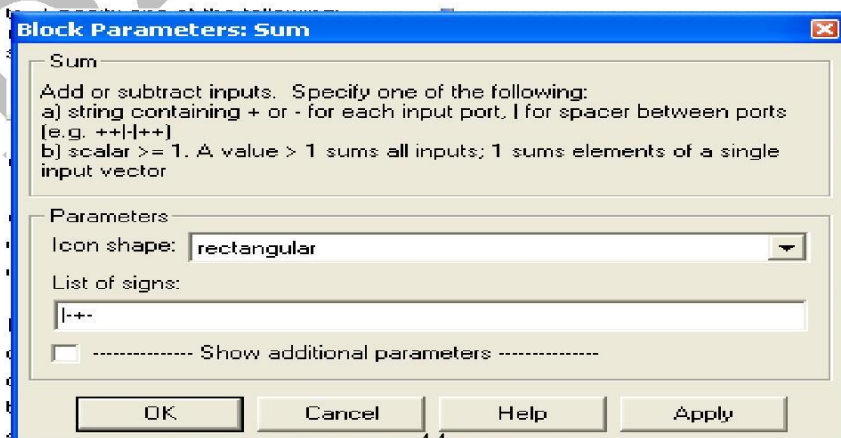 Block Parameters: Sum
Sum
Add or subtract inputs. Specify one of the following:
a) string containing + or - for each input port, | for spacer between ports
(e.g. ++|-|++)
b) scalar >= 1. A value > 1 sums all inputs; 1 sums elements of a single
input vector
Parameters
Icon shape: rectangular
List of signs:
|-+-
--------------- Show additional parameters ---------------
OK Cancel Help Apply